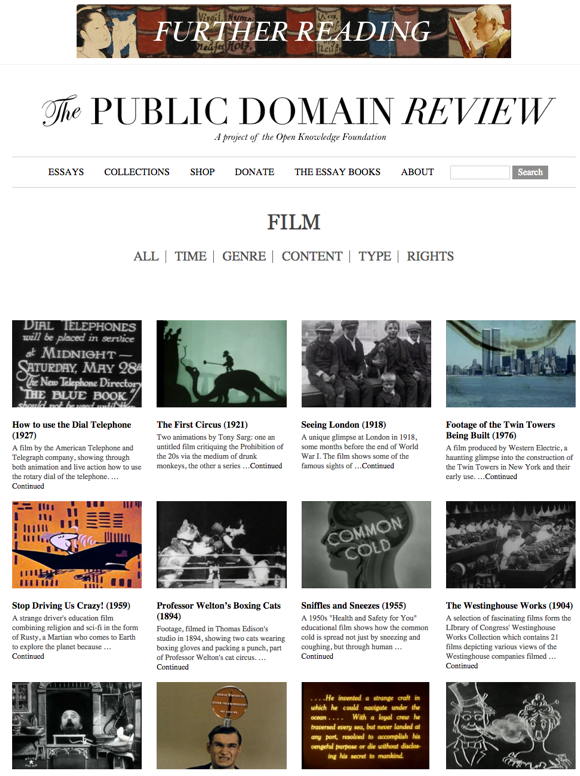 FURTHER READING
The PUBLIC DOMAIN REVIEW
A project of the Open Knowledge Foundation
ESSAYS COLLECTIONS SHOP DONATE THE ESSAY BOOKS ABOUT Search
FILM
ALL | TIME | GENRE | CONTENT | TYPE | RIGHTS
DIAL TELEPHONES
will be placed in service
at MIDNIGHT—
SATURDAY, MAY 28th
The New Telephone Directory
THE BLUE BOOK
How to use the Dial Telephone
(1927)
A film by the American Telephone and
Telegraph company, showing through
both animation and live action how to use
the rotary dial of the telephone. …
Continued
The First Circus (1921)
Two animations by Tony Sarg: one an
untitled film critiquing the Prohibition of
the 20s via the medium of drunk
monkeys, the other a series …Continued
Seeing London (1918)
A unique glimpse at London in 1918,
some months before the end of World
War I. The film shows some of the
famous sights of …Continued
Footage of the Twin Towers
Being Built (1976)
A film produced by Western Electric, a
haunting glimpse into the construction of
the Twin Towers in New York and their
early use. …Continued
COMMON
COLD
Stop Driving Us Crazy! (1959)
A strange driver's education film
combining religion and sci-fi in the form
of Rusty, a Martian who comes to Earth
to explore the planet because …
Continued
Professor Welton's Boxing Cats
(1894)
Footage, filmed in Thomas Edison's
studio in 1894, showing two cats wearing
boxing gloves and packing a punch, part
of Professor Welton's cat circus. …
Continued
Sniffles and Sneezes (1955)
A 1950s "Health and Safety for You"
educational film shows how the common
cold is spread not just by sneezing and
coughing, but through human …
Continued
The Westinghouse Works (1904)
A selection of fascinating films form the
LIbrary of Congress' Westinghouse
Works Collection which contains 21
films depicting various views of the
Westinghouse companies filmed …
Continued
....He invented a strange craft in
which he could navigate under the
ocean.... With a loyal crew he
traversed every sea, but never landed at
any port, resolved to accomplish his
vengeful purpose or die without disclos-
ing his secret to mankind.